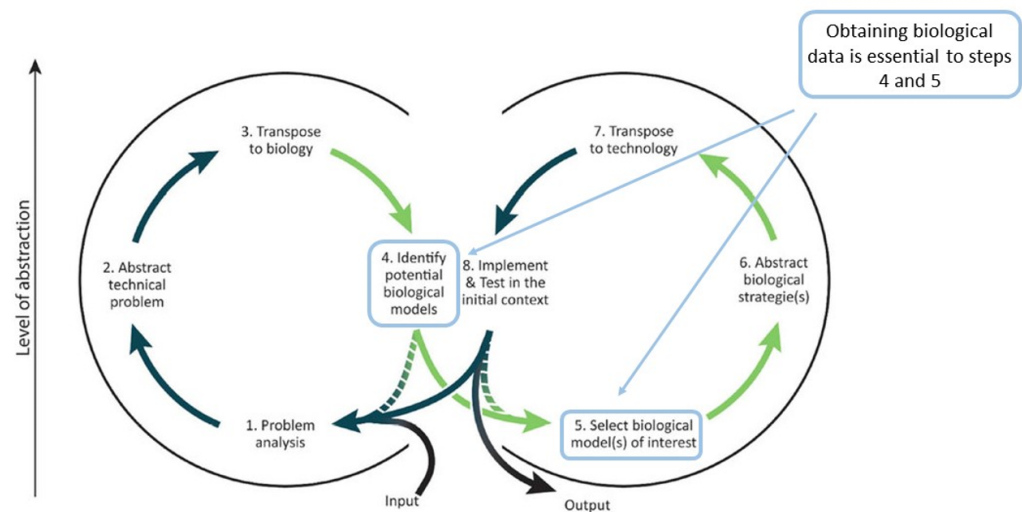 Obtaining biological
data is essential to steps
4 and 5
Level of abstraction
3. Transpose
to biology
7. Transpose
to technology
2. Abstract
technical
problem
4. Identify
potential
biological
models
8. Implement
& Test in the
initial context
6. Abstract
biological
strategie(s)
1. Problem
analysis
5. Select biological
model(s) of interest
Input
Output